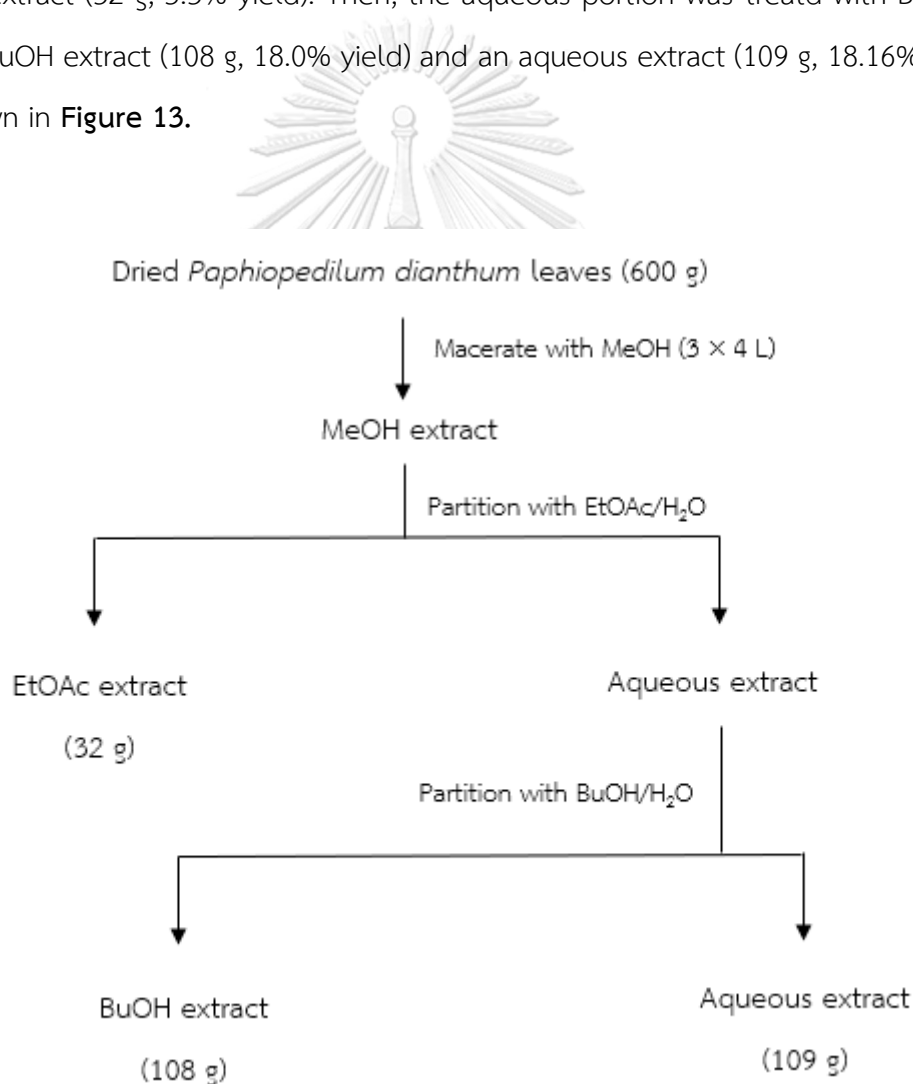 extract (32 g, 5.3% yield). Then, the aqueous portion was treatd with B
uOH extract (108 g, 18.0% yield) and an aqueous extract (109 g, 18.16%
n in Figure 13.
Dried Paphiopedilum dianthum leaves (600 g)
Macerate with MeOH (3 × 4 L)
MeOH extract
Partition with EtOAc/H₂O
EtOAc extract
Aqueous extract
(32 g)
Partition with BuOH/H₂O
BuOH extract
Aqueous extract
(108 g)
(109 g)